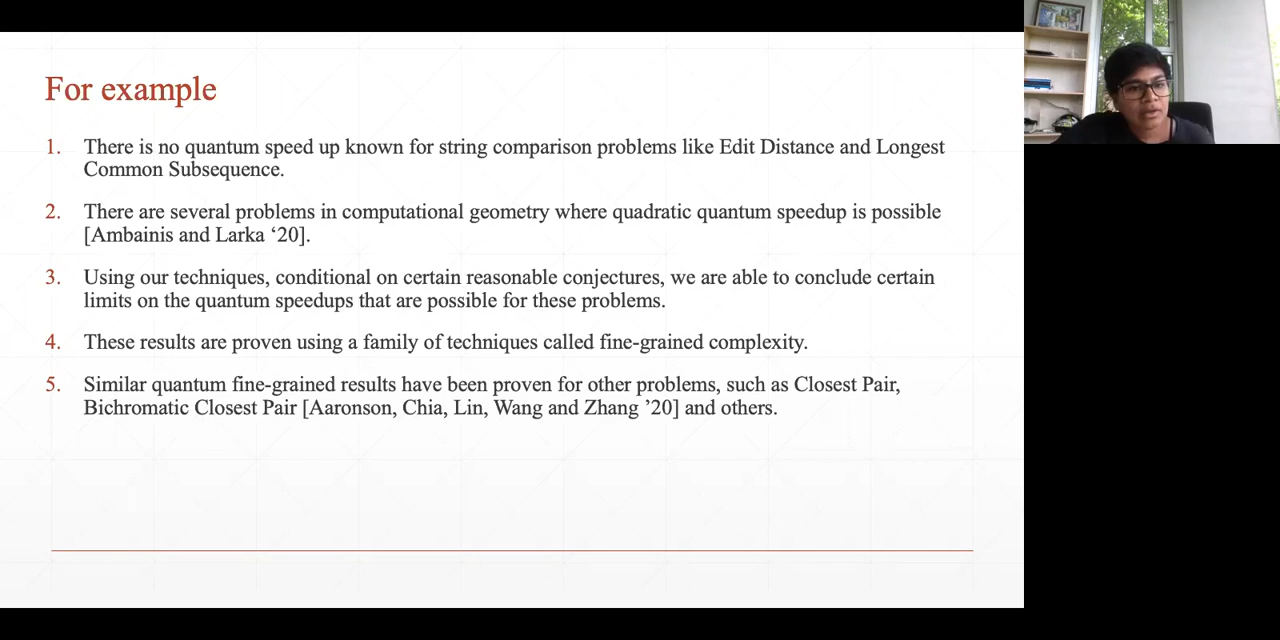 For example
1. There is no quantum speed up known for string comparison problems like Edit Distance and Longest
Common Subsequence.
2. There are several problems in computational geometry where quadratic quantum speedup is possible
[Ambainis and Larka ‘20].
3. Using our techniques, conditional on certain reasonable conjectures, we are able to conclude certain
limits on the quantum speedups that are possible for these problems.
4. These results are proven using a family of techniques called fine-grained complexity.
5. Similar quantum fine-grained results have been proven for other problems, such as Closest Pair,
Bichromatic Closest Pair [Aaronson, Chia, Lin, Wang and Zhang ’20] and others.